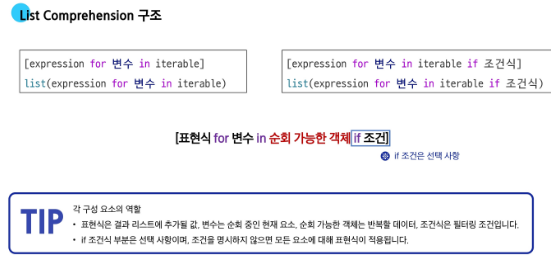 List Comprehension 구조
[expression for 변수 in iterable]
list(expression for 변수 in iterable)
[expression for 변수 in iterable if 조건식]
list(expression for 변수 in iterable if 조건식)
[표현식 for 변수 in 순회 가능한 객체 if 조건]
if 조건은 선택 사항
TIP
각 구성 요소의 역할
• 표현식은 결과 리스트에 추가될 값, 변수는 순회 중인 현재 요소, 순회 가능한 객체는 반복할 데이터, 조건식은 필터링 조건입니다.
• if 조건식 부분은 선택 사항이며, 조건을 명시하지 않으면 모든 요소에 대해 표현식이 적용됩니다.